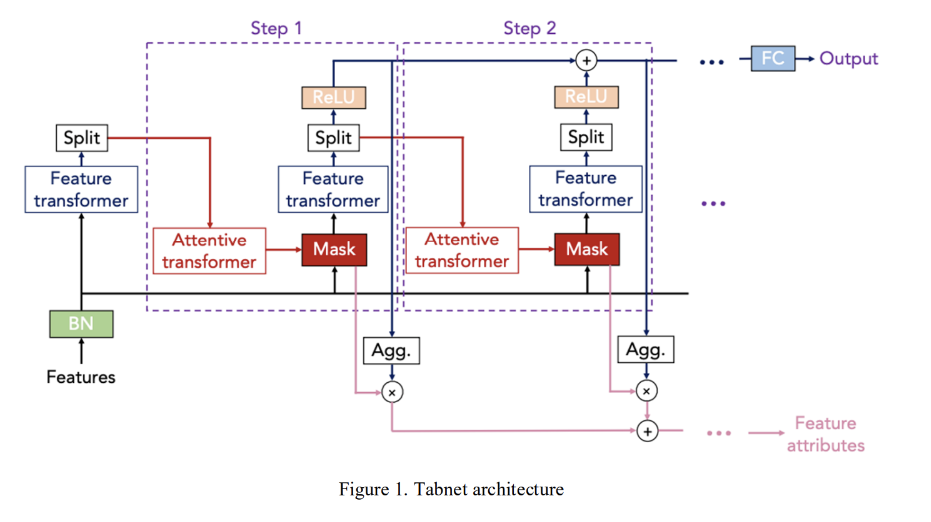 Step 1
Step 2
ReLU
ReLU
...
FC
Output
Split
Split
Split
Feature
transformer
Feature
transformer
Feature
transformer
...
Attentive
transformer
Mask
Attentive
transformer
Mask
BN
Features
Agg.
Agg.
×
×
+
+
...
Feature
attributes
Figure 1. Tabnet architecture